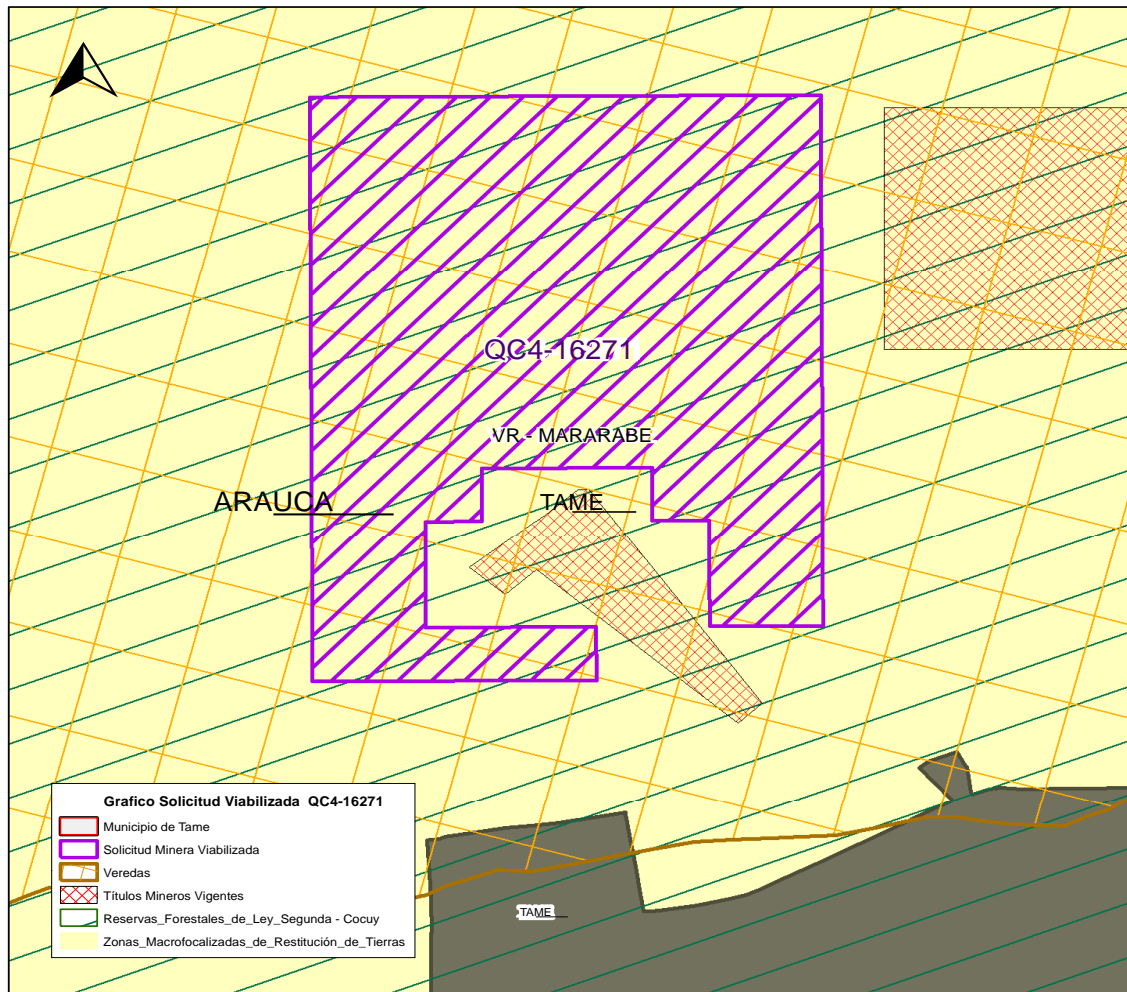 QC4-16271
VR - MARARABE
ARAUCA
TAME
Grafico Solicitud Viabilizada QC4-16271
Municipio de Tame
Solicitud Minera Viabilizada
Veredas
Títulos Mineros Vigentes
Reservas_Forestales_de_Ley_Segunda - Cocuy
Zonas_Macrofocalizadas_de_Restitución_de_Tierras
TAME